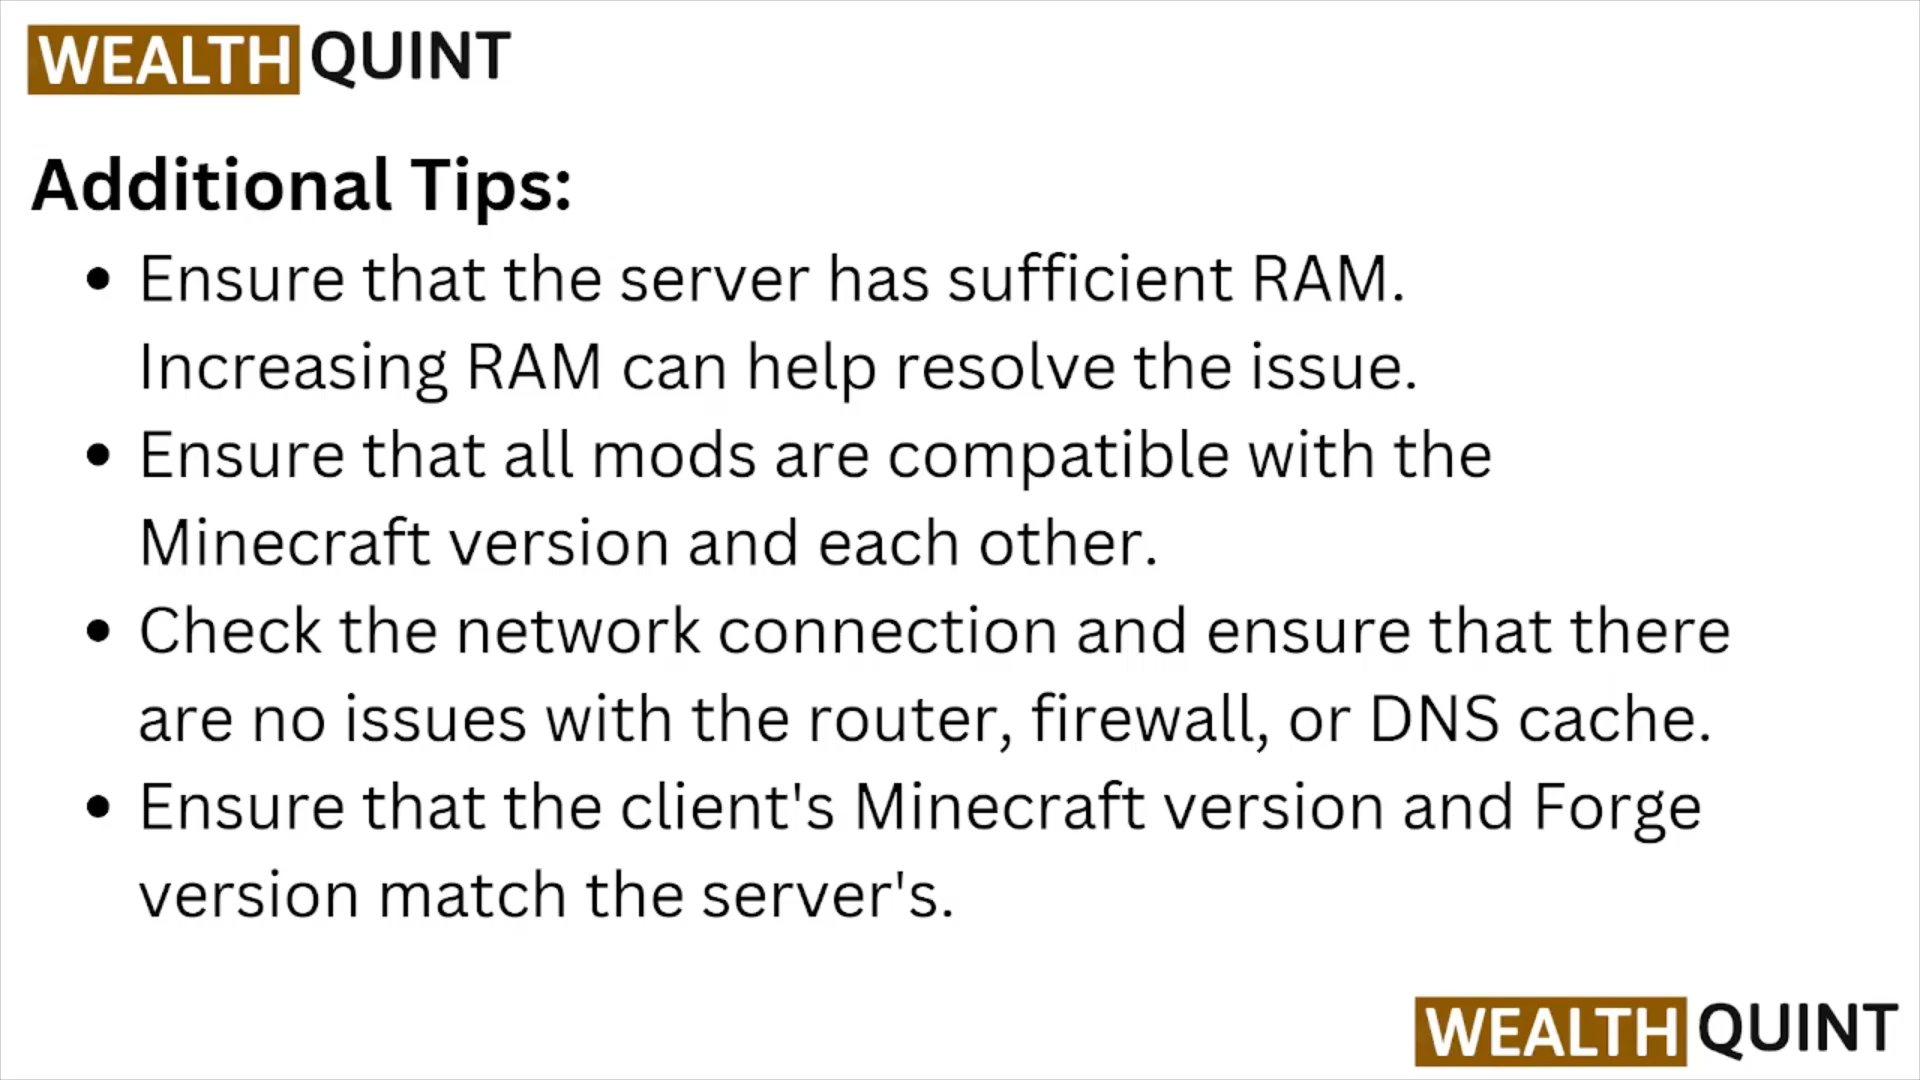 WEALTH QUINT
Additional Tips:
• Ensure that the server has sufficient RAM.
Increasing RAM can help resolve the issue.
• Ensure that all mods are compatible with the
Minecraft version and each other.
• Check the network connection and ensure that there
are no issues with the router, firewall, or DNS cache.
• Ensure that the client's Minecraft version and Forge
version match the server's.
WEALTH QUINT